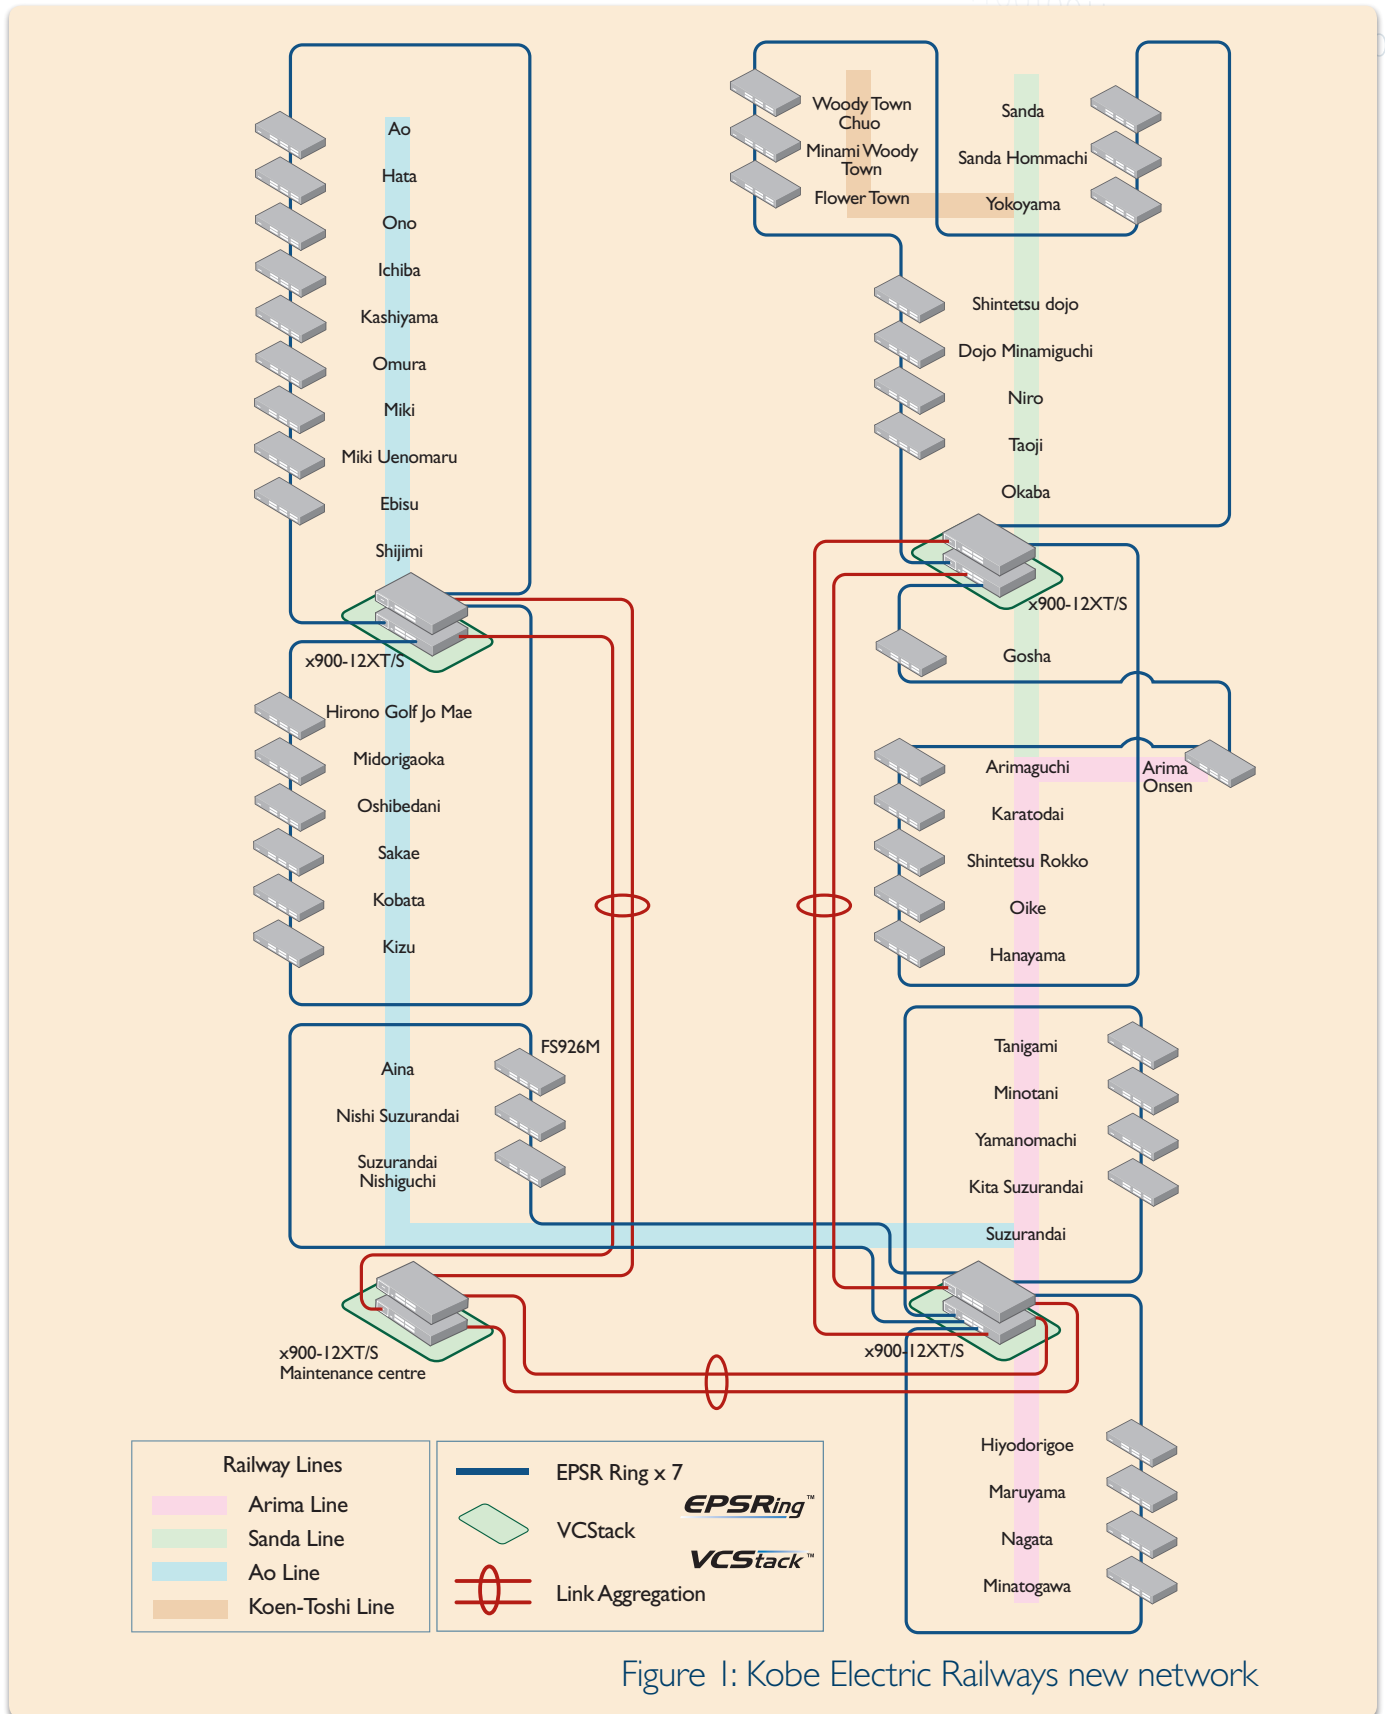 Ao
Hata
Ono
Ichiba
Kashiyama
Omura
Miki
Miki Uenomaru
Ebisu
Shijimi
x900-12XT/S
Hirono Golf Jo Mae
Midorigaoka
Oshibedani
Sakae
Kobata
Kizu
FS926M
Aina
Nishi Suzurandai
Suzurandai
Nishiguchi
x900-12XT/S
Maintenance centre
Woody Town
Chuo
Minami Woody
Town
Flower Town
Sanda
Sanda Hommachi
Yokoyama
Shintetsu dojo
Dojo Minamiguchi
Niro
Taoji
Okaba
x900-12XT/S
Gosha
Arimaguchi
Arima
Onsen
Karatodai
Shintetsu Rokko
Oike
Hanayama
Tanigami
Minotani
Yamanomachi
Kita Suzurandai
Suzurandai
x900-12XT/S
Hiyodorigoe
Maruyama
Nagata
Minatogawa
Railway Lines
Arima Line
Sanda Line
Ao Line
Koen-Toshi Line
EPSR Ring x 7
EPSRing™
VCStack
VCStack™
Link Aggregation
Figure 1: Kobe Electric Railways new network